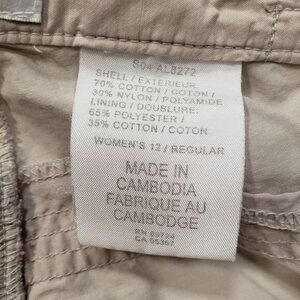 S04 AL8272
SHELL / EXTERIEUR:
70% COTTON / COTON /
30% NYLON / POLYAMIDE
LINING / DOUBLURE:
65% POLYESTER /
35% COTTON / COTON
WOMEN'S 12 / REGULAR
MADE IN
CAMBODIA
FABRIQUE AU
CAMBODGE
RN 69724
CA 05367